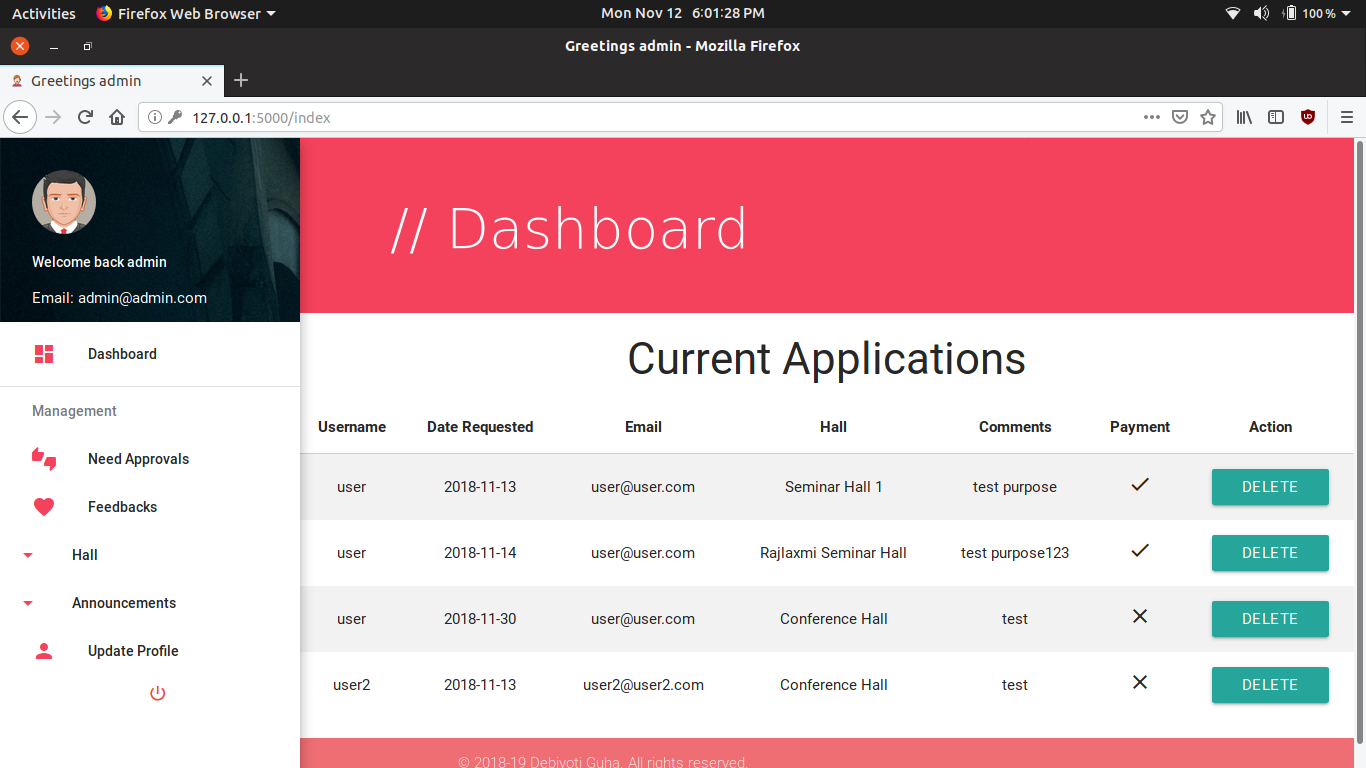 Activities Firefox Web Browser Mon Nov 12 6:01:28 PM 100 %
Greetings admin - Mozilla Firefox
Greetings admin
127.0.0.1:5000/index
// Dashboard
Welcome back admin
Email: admin@admin.com
Dashboard
Management
Need Approvals
Feedbacks
Hall
Announcements
Update Profile
Current Applications
Username Date Requested Email Hall Comments Payment Action
user 2018-11-13 user@user.com Seminar Hall 1 test purpose DELETE
user 2018-11-14 user@user.com Rajlaxmi Seminar Hall test purpose123 DELETE
user 2018-11-30 user@user.com Conference Hall test DELETE
user2 2018-11-13 user2@user2.com Conference Hall test DELETE
© 2018-19 Debjyoti Guha. All rights reserved.